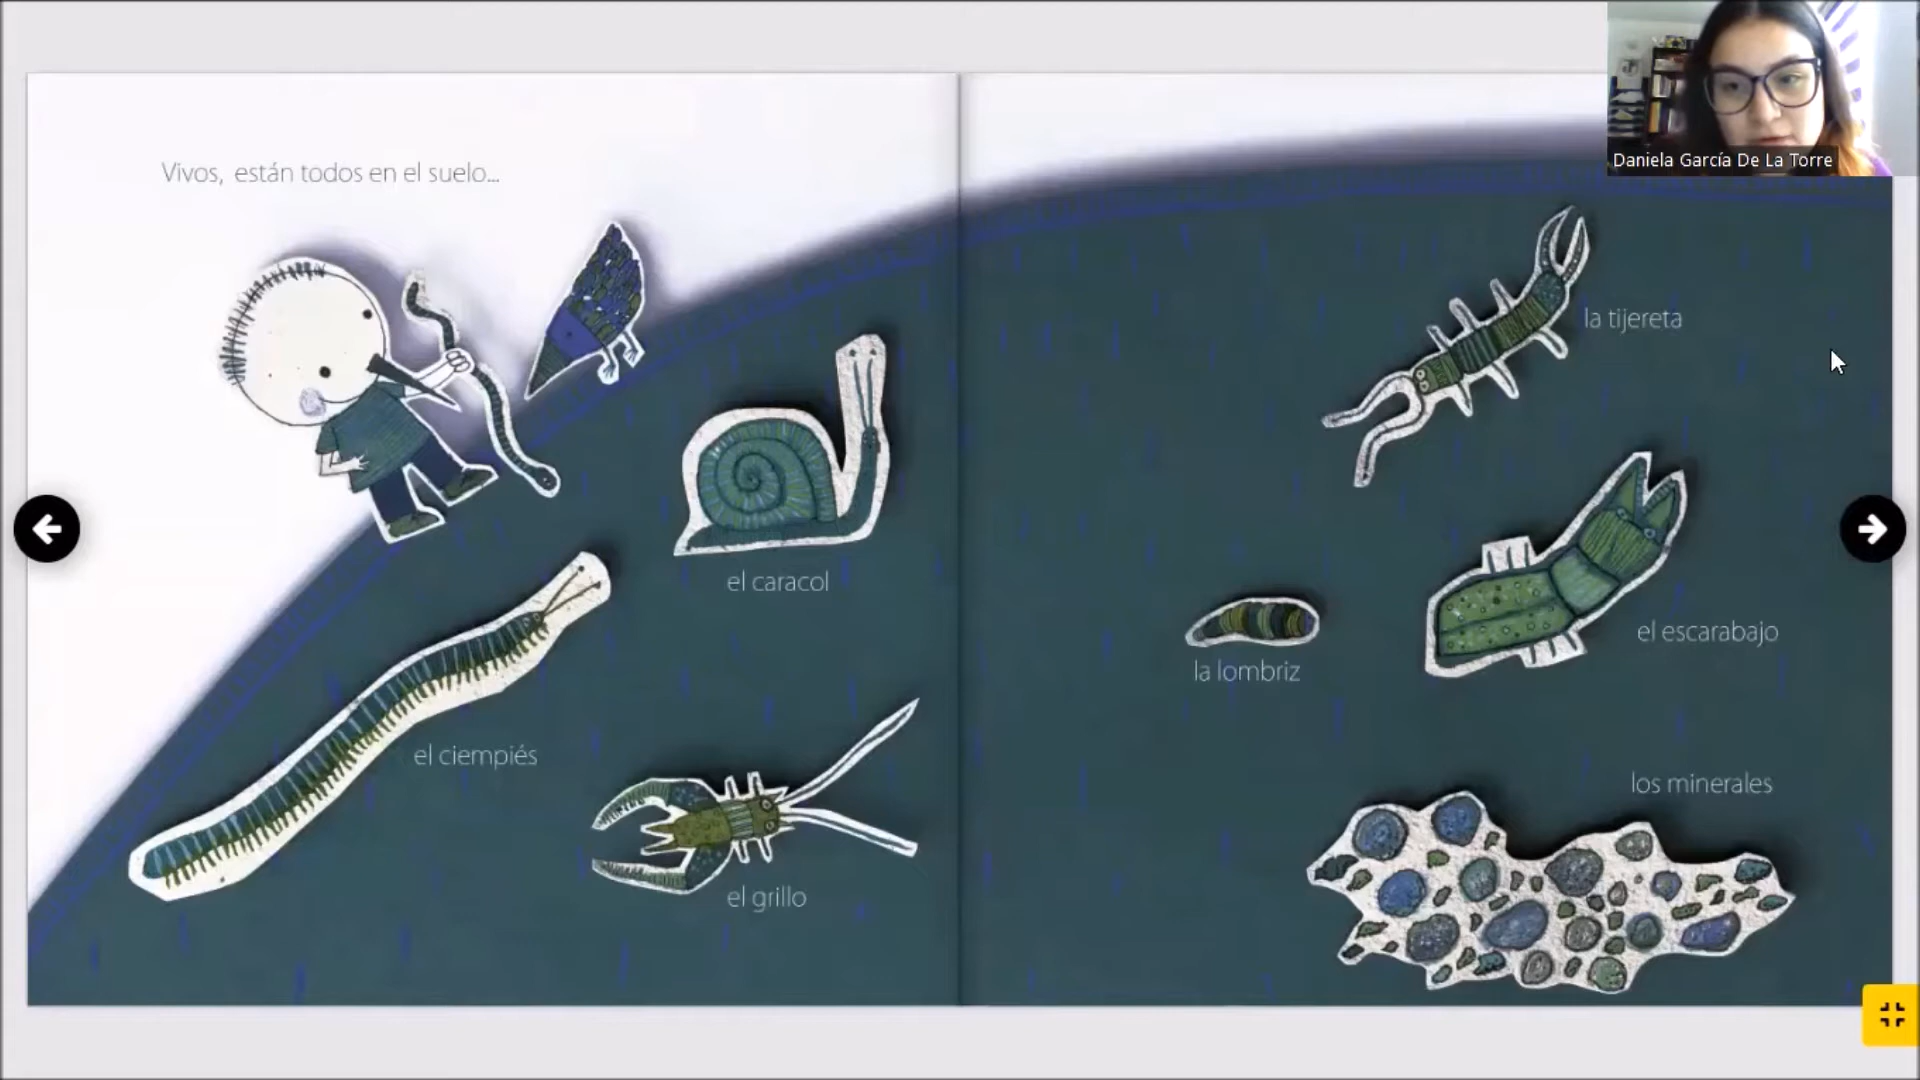 Vivos, están todos en el suelo...
el caracol
el ciempiés
el grillo
la tijereta
la lombriz
el escarabajo
los minerales
Daniela García De La Torre